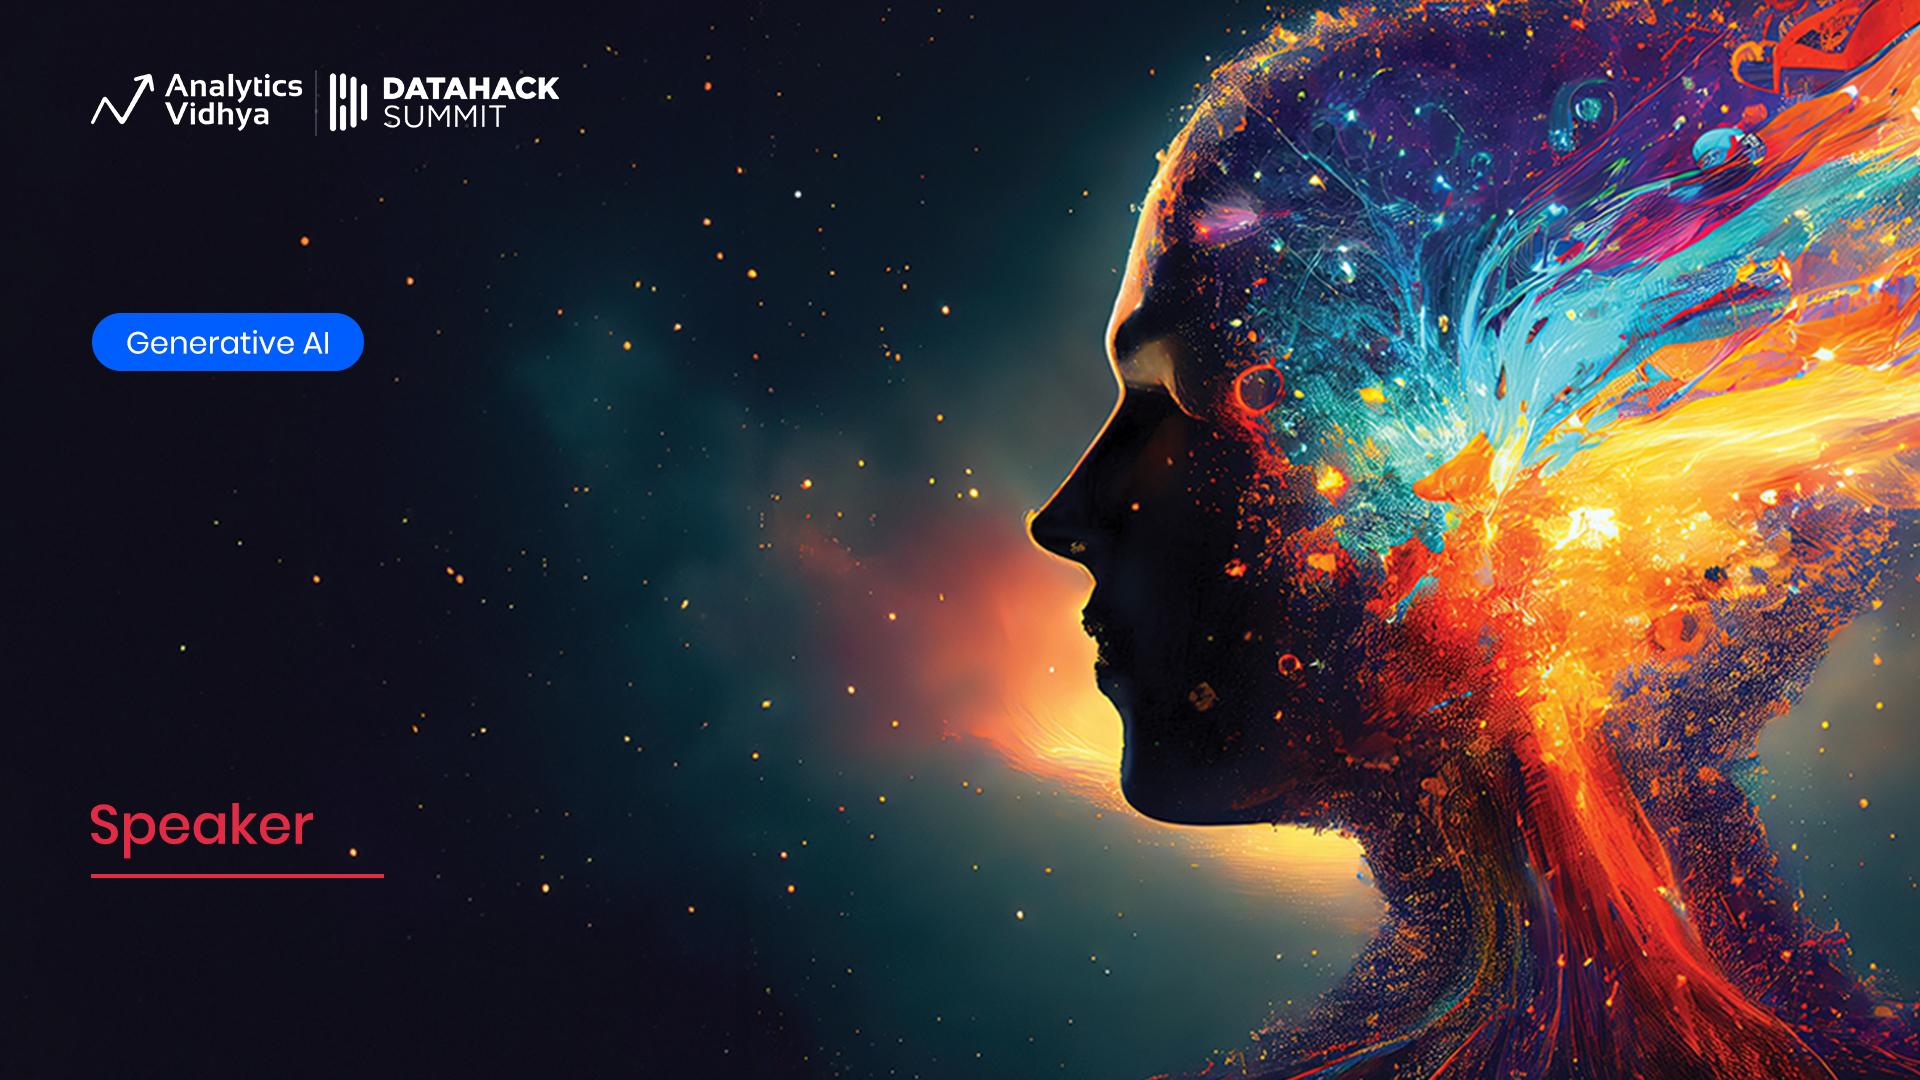 Analytics
Vidhya
DATAHACK
SUMMIT
Generative AI
Speaker